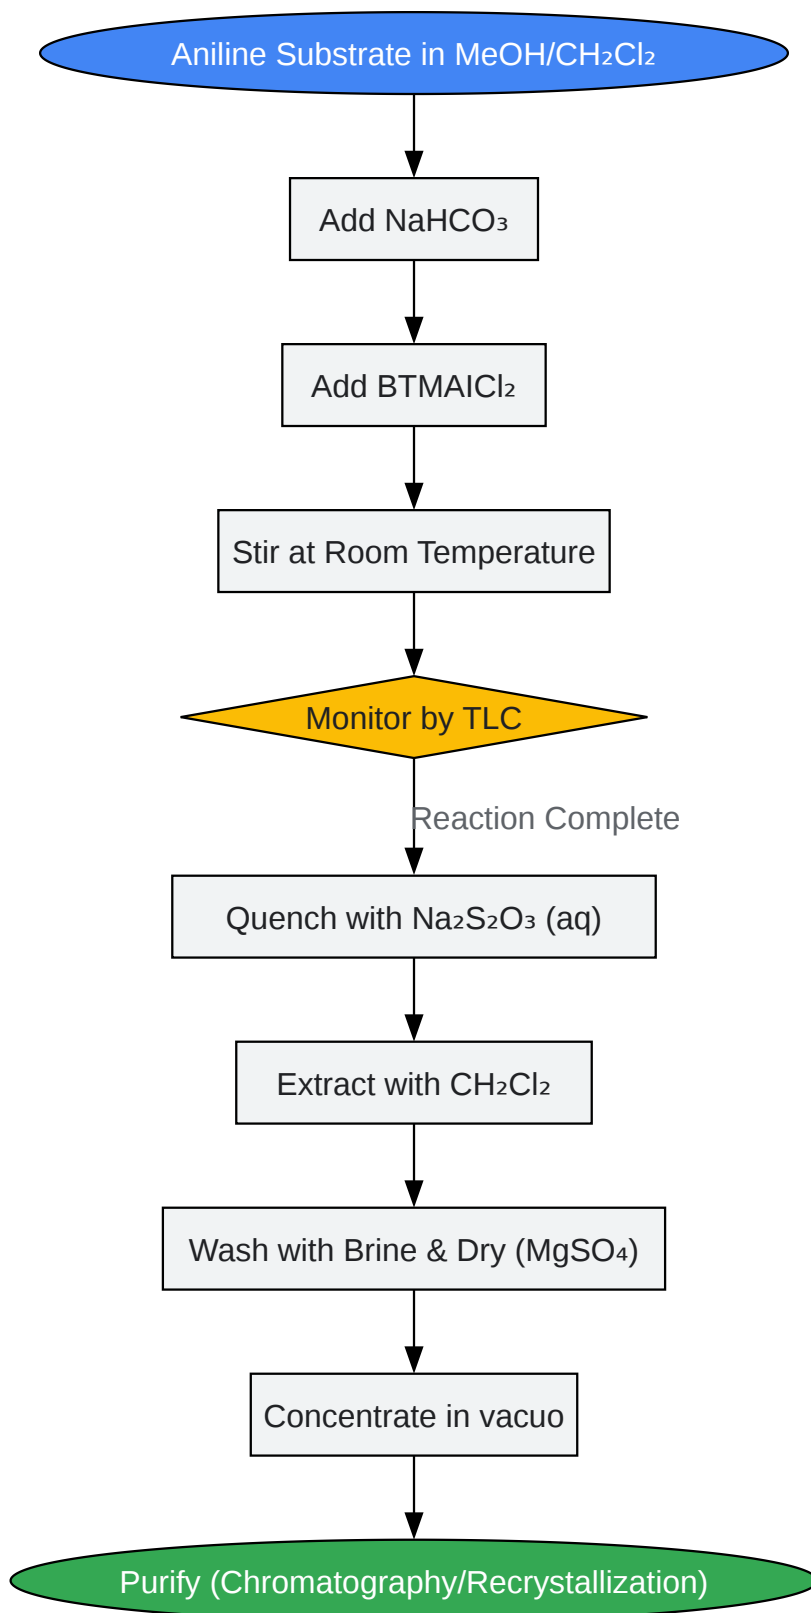 Aniline Substrate in MeOH/CH₂Cl₂
Add NaHCO₃
Add BTMAICl₂
Stir at Room Temperature
Monitor by TLC
Reaction Complete
Quench with Na₂S₂O₃ (aq)
Extract with CH₂Cl₂
Wash with Brine & Dry (MgSO₄)
Concentrate in vacuo
Purify (Chromatography/Recrystallization)